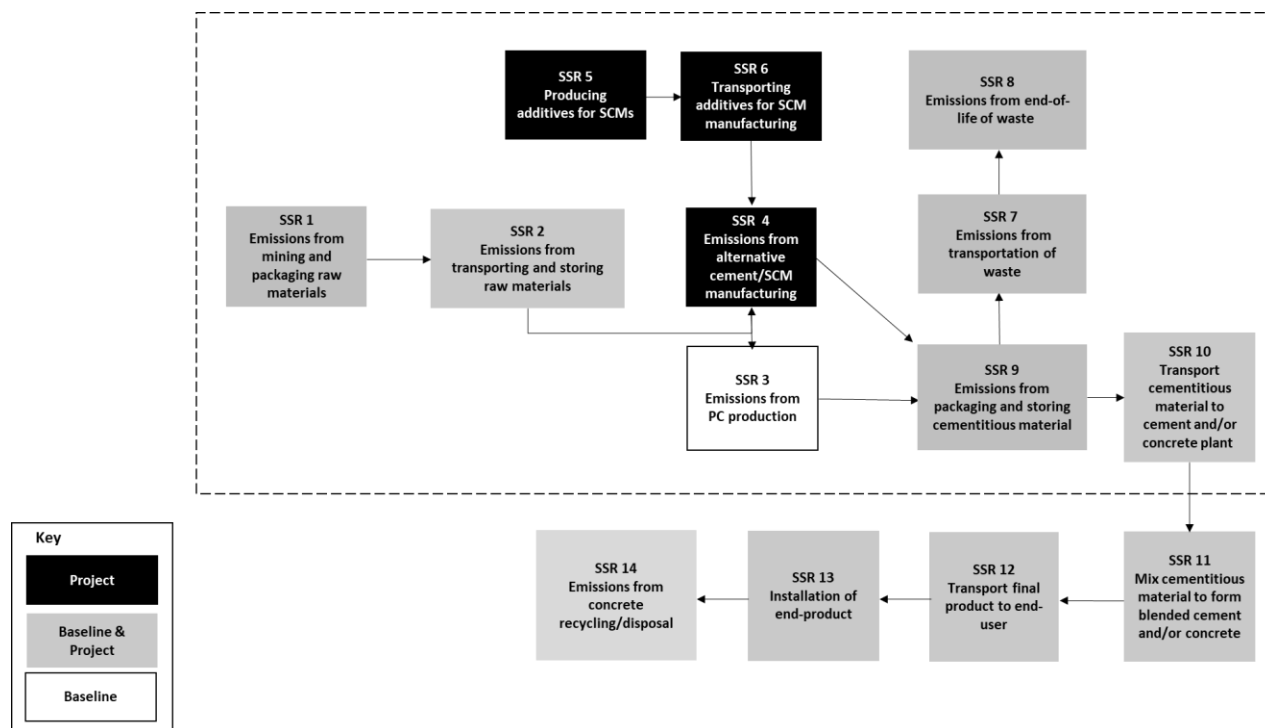 SSR 5
Producing
additives for SCMs
SSR 6
Transporting
additives for SCM
manufacturing
SSR 8
Emissions from end-of-
life of waste
SSR 1
Emissions from
mining and
packaging raw
materials
SSR 2
Emissions from
transporting and storing
raw materials
SSR 4
Emissions from
alternative
cement/SCM
manufacturing
SSR 7
Emissions from
transportation of
waste
SSR 3
Emissions from
PC production
SSR 9
Emissions from
packaging and storing
cementitious material
SSR 10
Transport
cementitious
material to
cement and/or
concrete plant
Key
Project
Baseline &
Project
Baseline
SSR 14
Emissions from
concrete
recycling/disposal
SSR 13
Installation of
end-product
SSR 12
Transport final
product to end-
user
SSR 11
Mix cementitious
material to form
blended cement
and/or concrete